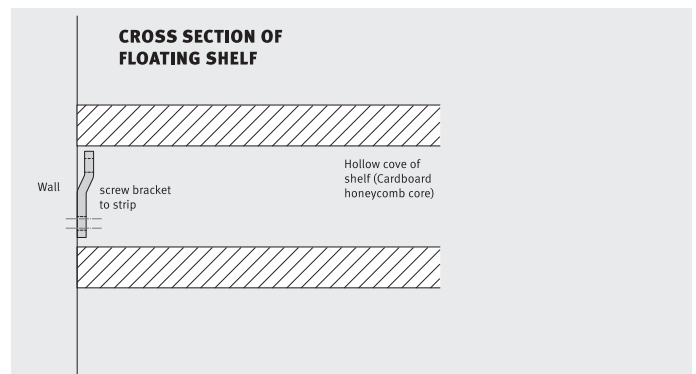 CROSS SECTION OF
FLOATING SHELF
Wall
screw bracket
to strip
Hollow cove of
shelf (Cardboard
honeycomb core)